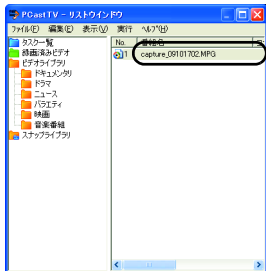 PCastTV - リストウインドウ
ファイル(F) 編集(E) 表示(V) 実行 ヘルプ(H)
タスク一覧
録画済みビデオ
ビデオライブラリ
ドキュメンタリ
ドラマ
ニュース
バラエティ
映画
音楽番組
スナップライブラリ
No. 番組名
1 capture_09101702.MPG